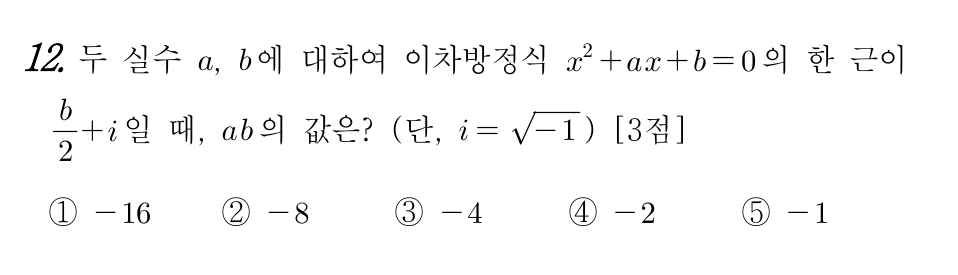 12. 두 실수 a, b에 대하여 이차방정식 x²+ax+b=0의 한 근이
b/2+i일 때, ab의 값은? (단, i=√-1) [3점]
① -16 ② -8 ③ -4 ④ -2 ⑤ -1